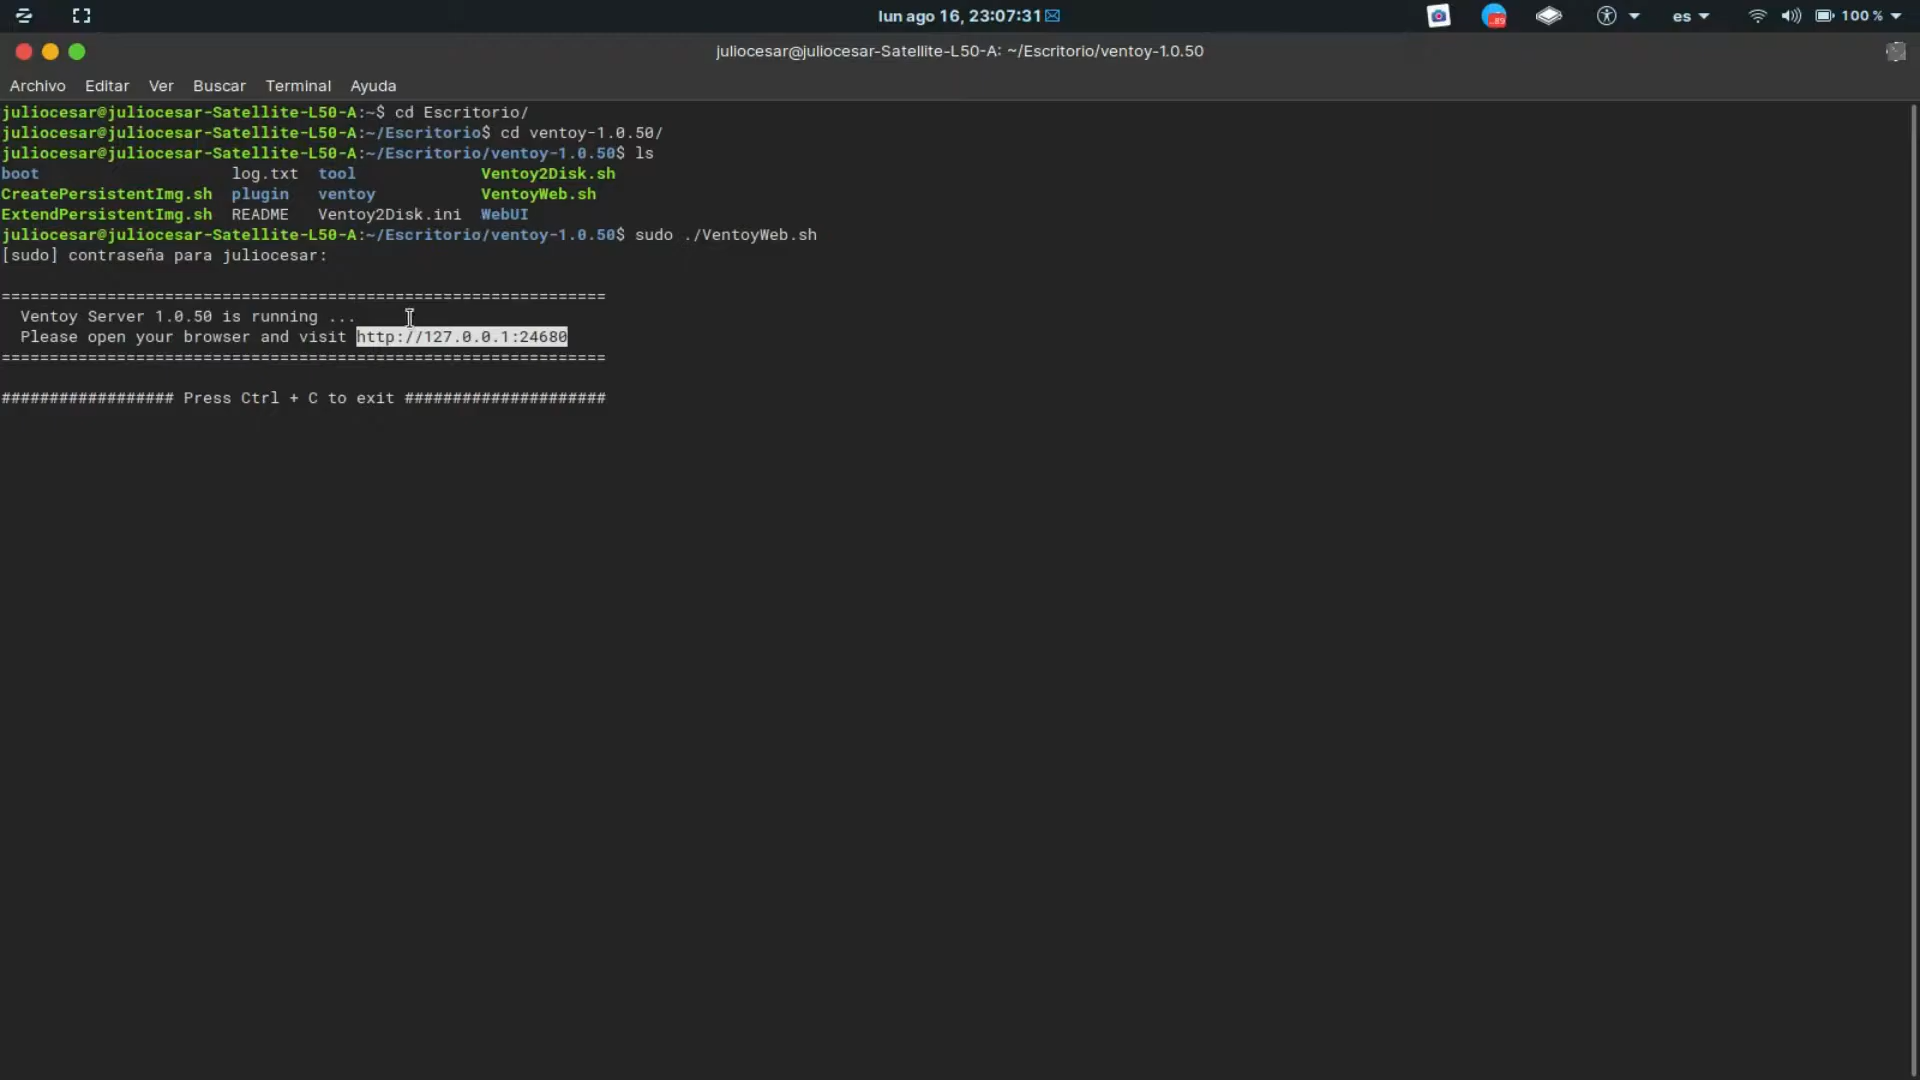 lun ago 16, 23:07:31
es
100 %
juliocesar@juliocesar-Satellite-L50-A: ~/Escritorio/ventoy-1.0.50
Archivo Editar Ver Buscar Terminal Ayuda
juliocesar@juliocesar-Satellite-L50-A:~$ cd Escritorio/
juliocesar@juliocesar-Satellite-L50-A:~/Escritorio$ cd ventoy-1.0.50/
juliocesar@juliocesar-Satellite-L50-A:~/Escritorio/ventoy-1.0.50$ ls
boot log.txt tool Ventoy2Disk.sh
CreatePersistentImg.sh plugin ventoy VentoyWeb.sh
ExtendPersistentImg.sh README Ventoy2Disk.ini WebUI
juliocesar@juliocesar-Satellite-L50-A:~/Escritorio/ventoy-1.0.50$ sudo ./VentoyWeb.sh
[sudo] contraseña para juliocesar:
===============================================================
Ventoy Server 1.0.50 is running ...
Please open your browser and visit http://127.0.0.1:24680
===============================================================
################## Press Ctrl + C to exit #####################